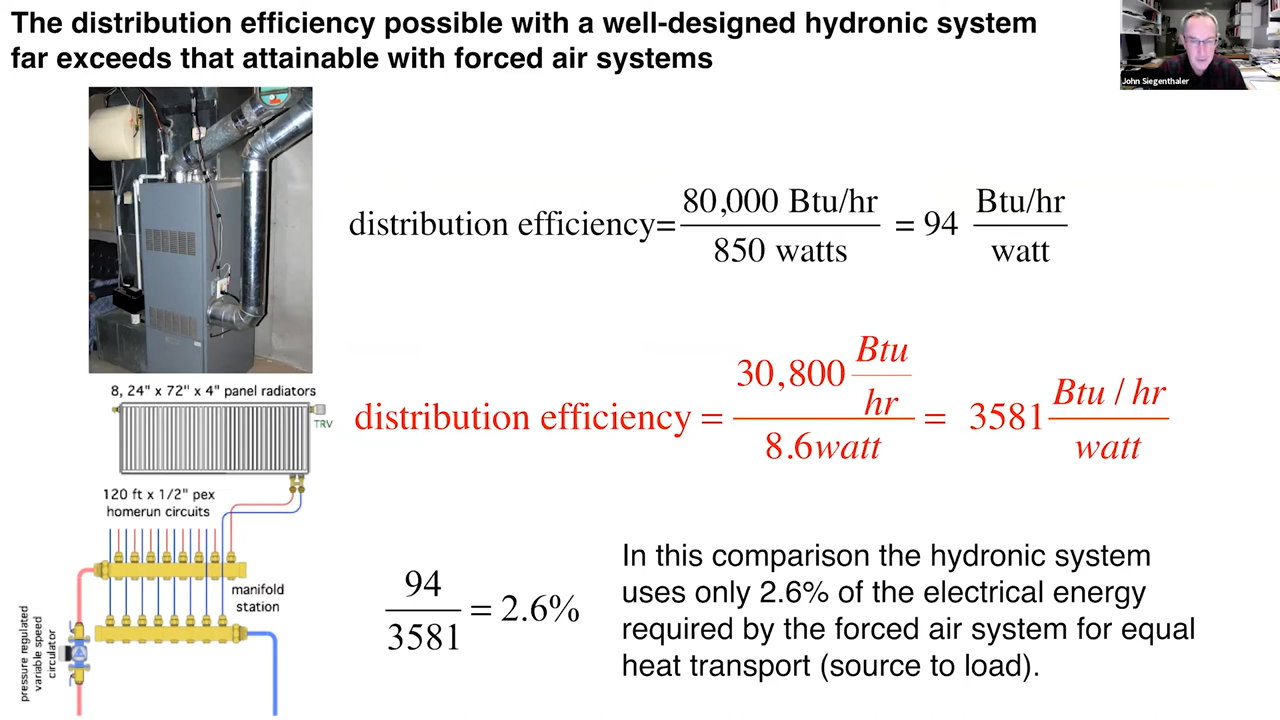 The distribution efficiency possible with a well-designed hydronic system
far exceeds that attainable with forced air systems
John Siegenthaler
distribution efficiency= 80,000 Btu/hr / 850 watts = 94 Btu/hr / watt
8, 24" x 72" x 4" panel radiators
TRV
distribution efficiency = 30,800 Btu / hr / 8.6watt = 3581 Btu / hr / watt
120 ft x 1/2" pex
homerun circuits
manifold
station
pressure regulated
variable speed
circulator
94 / 3581 = 2.6%
In this comparison the hydronic system
uses only 2.6% of the electrical energy
required by the forced air system for equal
heat transport (source to load).